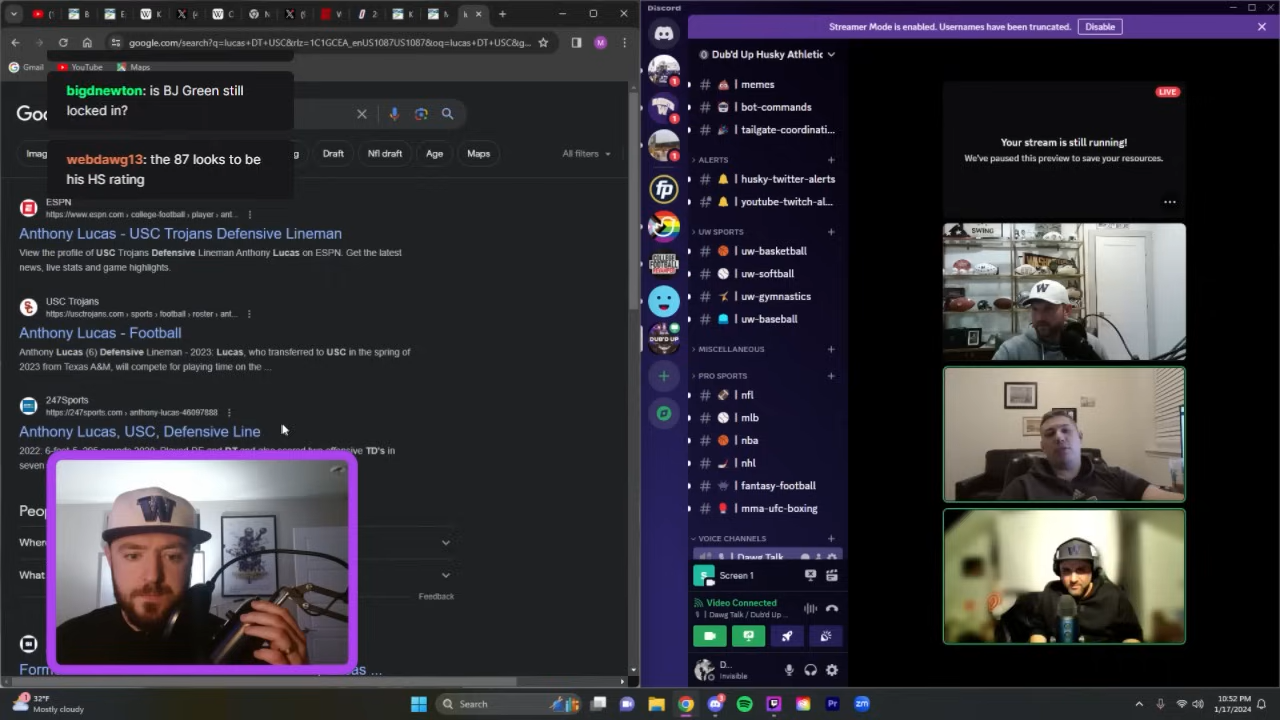 Discord
google.com/search?q=lucas+DT+USC&rlz=1C1GCEA_enUS1087US1087&oq=lucas+DT+USC&g...
Streamer Mode is enabled. Usernames have been truncated.
Disable
Gmail
YouTube
Maps
bigdnewton: is BJ Green still
locked in?
Goo
webdawg13: the 87 looks to be
his HS rating
Draft
Nfl draft
Age
Maps
All filters
ESPN
https://www.espn.com › college-football › player › ant...
Anthony Lucas - USC Trojans Defensive Lineman
View the profile of USC Trojans Defensive Lineman Anthony Lucas on ESPN. Get the latest
news, live stats and game highlights.
USC Trojans
https://usctrojans.com › sports › football › roster › ant...
Anthony Lucas - Football
Anthony Lucas (6) Defensive Lineman - 2023: Lucas, who transferred to USC in the spring of
2023 from Texas A&M, will compete for playing time on the ...
247Sports
https://247sports.com › anthony-lucas-46097888
Anthony Lucas, USC, Defensive Line
seven
Feedback
Dub'd Up Husky Athletic
memes
bot-commands
tailgate-coordinati...
ALERTS
husky-twitter-alerts
youtube-twitch-al...
UW SPORTS
uw-basketball
uw-softball
uw-gymnastics
uw-baseball
MISCELLANEOUS
PRO SPORTS
nfl
mlb
nba
nhl
fantasy-football
mma-ufc-boxing
VOICE CHANNELS
Dawg Talk
Screen 1
Video Connected
Dawg Talk / Dub'd Up ...
D...
Invisible
LIVE
Your stream is still running!
We've paused this preview to save your resources.
SWING
W
W
32°F
Mostly cloudy
Search
10:52 PM
1/17/2024